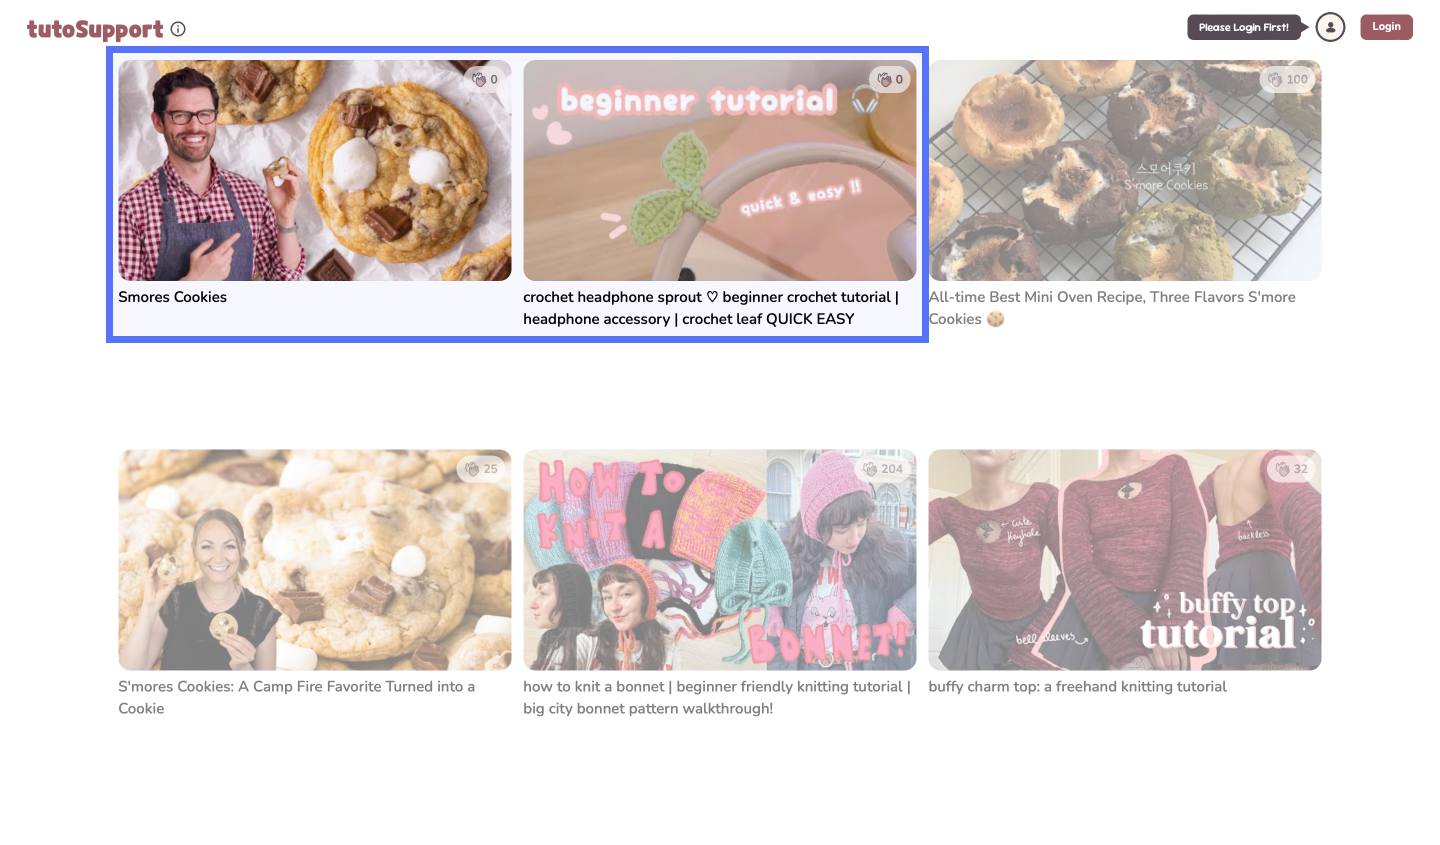 tutoSupport
Please Login First!
Login
0
beginner tutorial
quick & easy !!
0
스모어쿠키
S'more Cookies
100
Smores Cookies
crochet headphone sprout ♡ beginner crochet tutorial |
headphone accessory | crochet leaf QUICK EASY
All-time Best Mini Oven Recipe, Three Flavors S'more
Cookies 🍪
25
HOW TO
KNIT A
BONNET!
204
← cute
keyhole
↑
backless
bell sleeves
buffy top
tutorial
32
S'mores Cookies: A Camp Fire Favorite Turned into a
Cookie
how to knit a bonnet | beginner friendly knitting tutorial |
big city bonnet pattern walkthrough!
buffy charm top: a freehand knitting tutorial